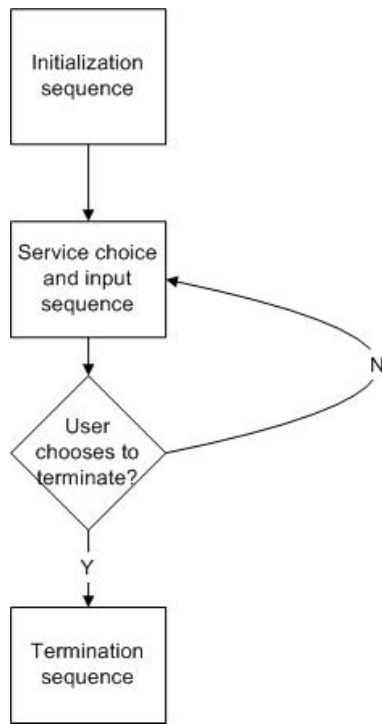 Initialization
sequence
Service choice
and input
sequence
N
User
chooses to
terminate?
Y
Termination
sequence